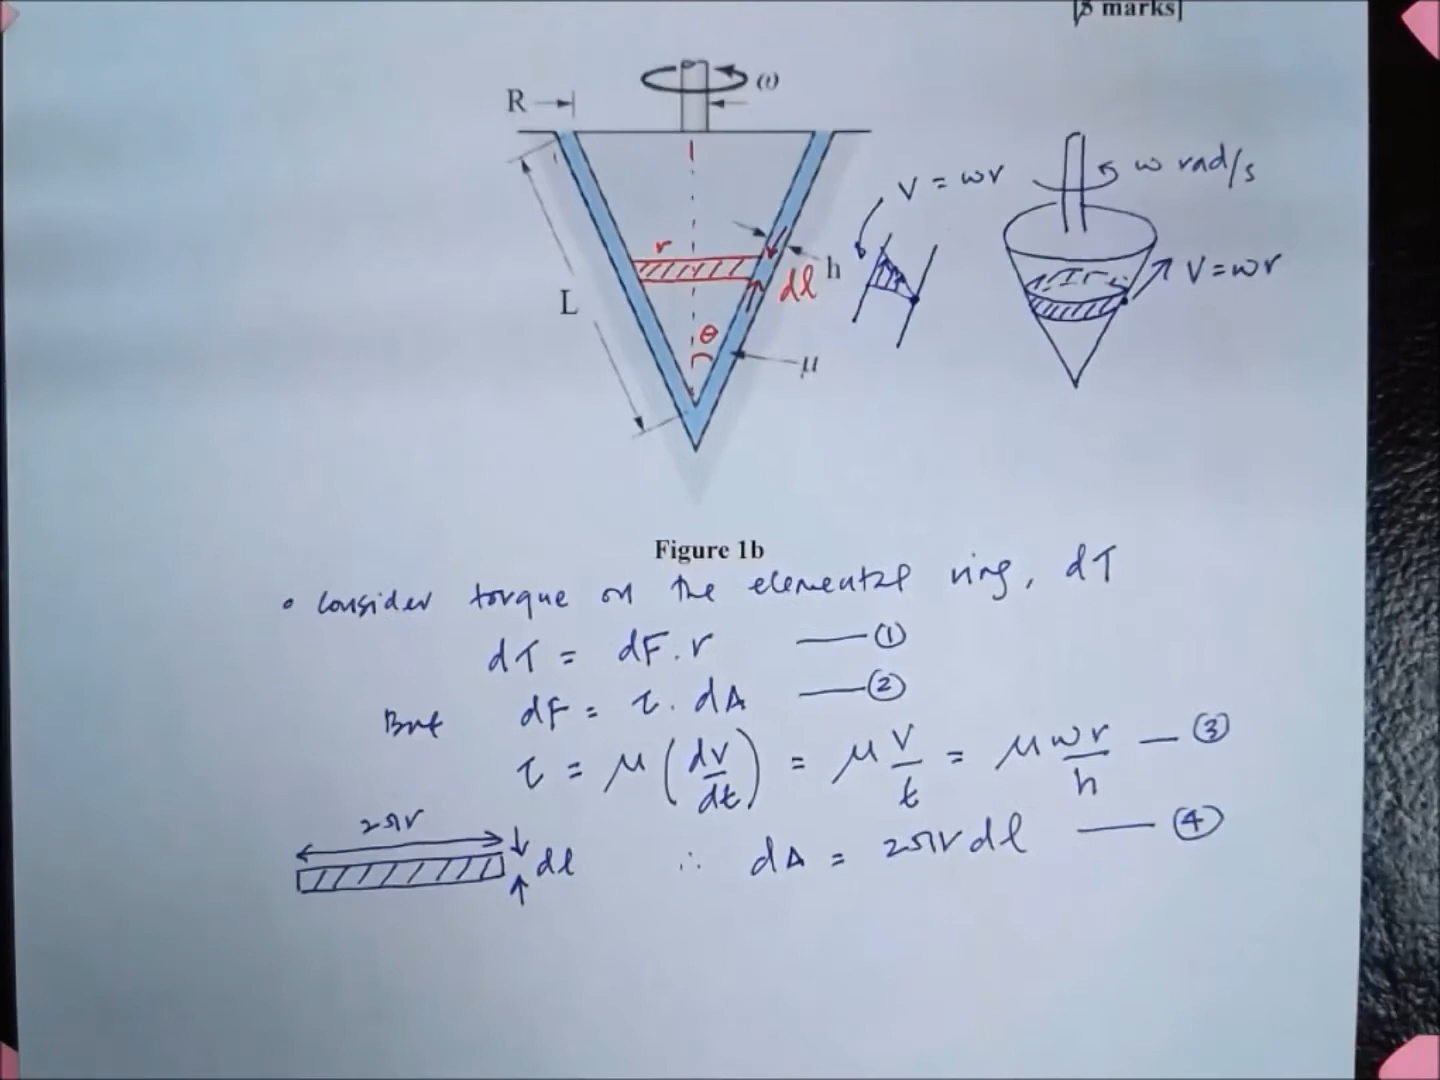 [5 marks]
R
ω
V = ωr
ω rad/s
r
h
dl
r
V = ωr
L
θ
μ
Figure 1b
• Consider torque on the elemental ring, dT
dT = dF . r —— ①
But dF = τ . dA —— ②
τ = μ (dv/dt) = μ V/t = μ ωr/h — ③
2πr
dl ∴ dA = 2πr dl —— ④